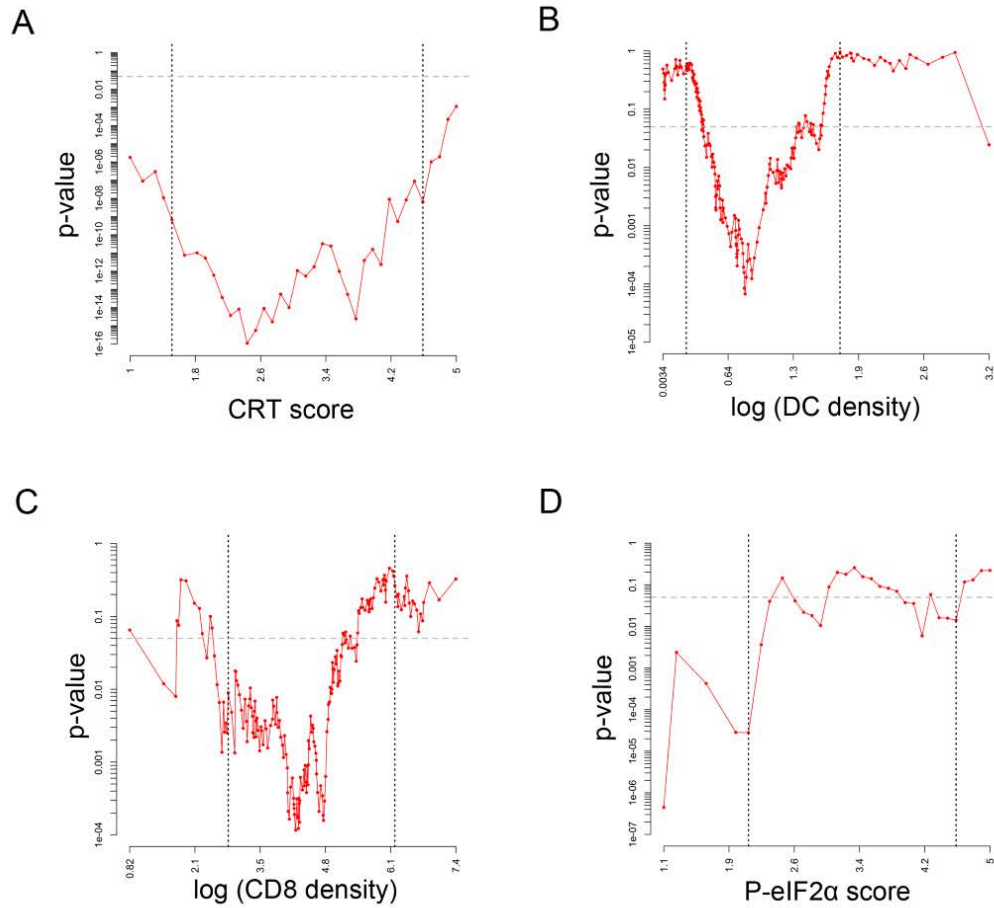 A
p-value
1
0.01
1e-04
1e-06
1e-08
1e-10
1e-12
1e-14
1e-16
1 1.8 2.6 3.4 4.2 5
CRT score
B
p-value
1
0.1
0.01
0.001
1e-04
1e-05
0.0034 0.64 1.3 1.9 2.6 3.2
log (DC density)
C
p-value
1
0.1
0.01
0.001
1e-04
0.82 2.1 3.5 4.8 6.1 7.4
log (CD8 density)
D
p-value
1
0.1
0.01
0.001
1e-04
1e-05
1e-06
1e-07
1.1 1.9 2.6 3.4 4.2 5
P-eIF2α score